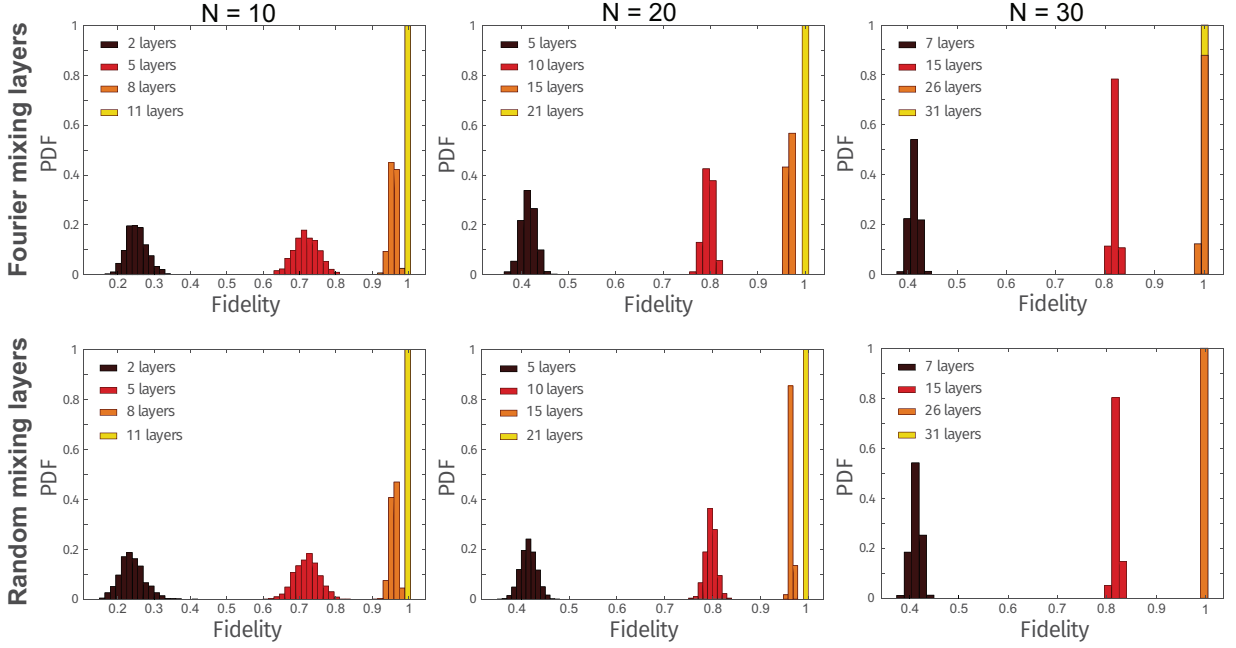 N = 10
N = 20
N = 30
Fourier mixing layers
PDF
1
0.8
0.6
0.4
0.2
0
2 layers
5 layers
8 layers
11 layers
0.2 0.3 0.4 0.5 0.6 0.7 0.8 0.9 1
Fidelity
PDF
1
0.8
0.6
0.4
0.2
0
5 layers
10 layers
15 layers
21 layers
0.4 0.5 0.6 0.7 0.8 0.9 1
Fidelity
PDF
1
0.8
0.6
0.4
0.2
0
7 layers
15 layers
26 layers
31 layers
0.4 0.5 0.6 0.7 0.8 0.9 1
Fidelity
Random mixing layers
PDF
1
0.8
0.6
0.4
0.2
0
2 layers
5 layers
8 layers
11 layers
0.2 0.3 0.4 0.5 0.6 0.7 0.8 0.9 1
Fidelity
PDF
1
0.8
0.6
0.4
0.2
0
5 layers
10 layers
15 layers
21 layers
0.4 0.5 0.6 0.7 0.8 0.9 1
Fidelity
PDF
1
0.8
0.6
0.4
0.2
0
7 layers
15 layers
26 layers
31 layers
0.4 0.5 0.6 0.7 0.8 0.9 1
Fidelity